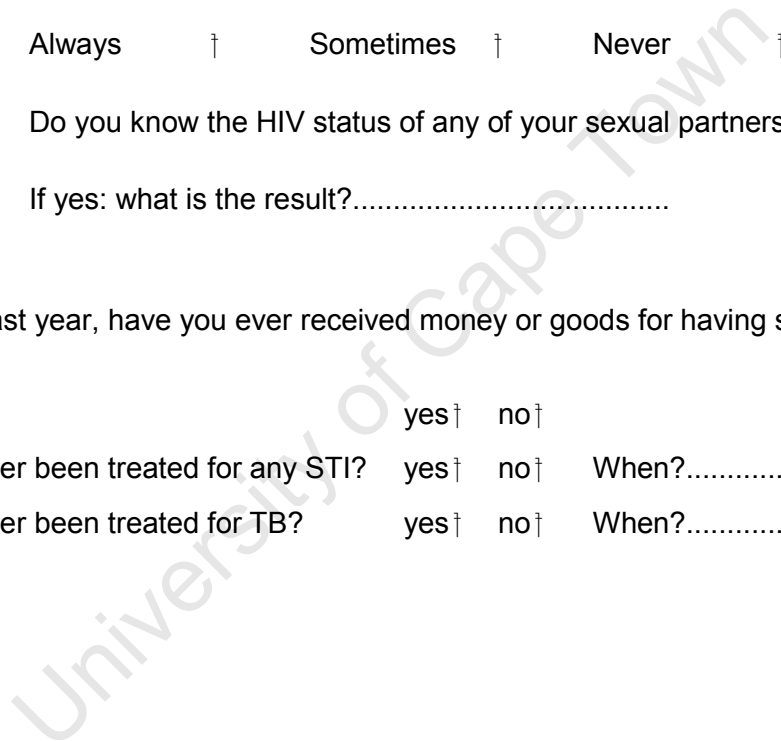 Always † Sometimes † Never
Do you know the HIV status of any of your sexual partners
If yes: what is the result?.......................................
ast year, have you ever received money or goods for having s
yes† no†
er been treated for any STI? yes† no† When?............
er been treated for TB? yes† no† When?............
University of Cape Town